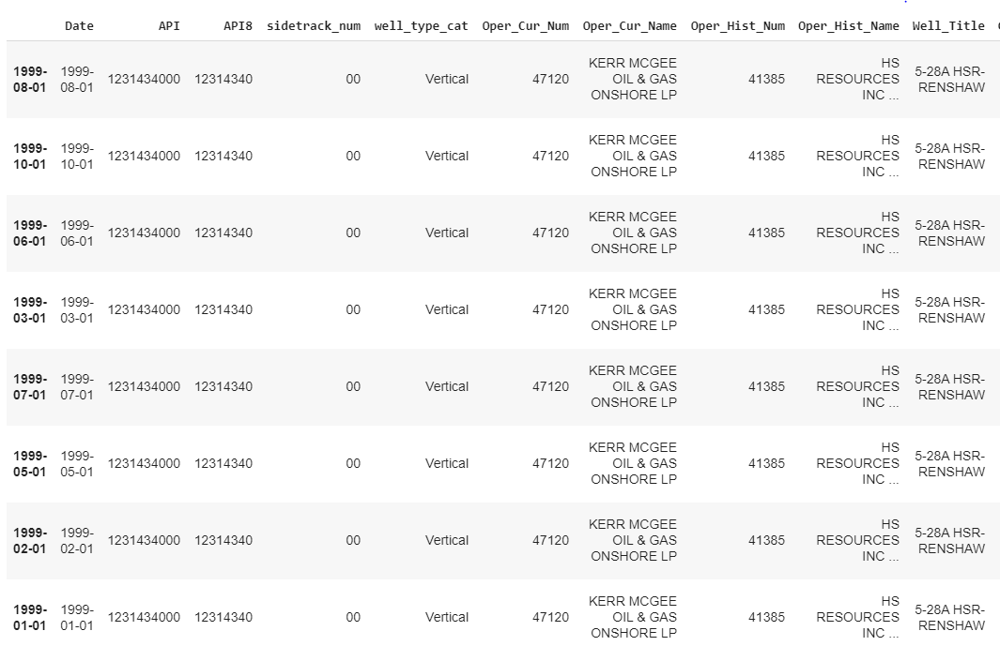 Date API API8 sidetrack_num well_type_cat Oper_Cur_Num Oper_Cur_Name Oper_Hist_Num Oper_Hist_Name Well_Title
KERR MCGEE HS
1999- 1999- 5-28A HSR-
1231434000 12314340 00 Vertical 47120 OIL & GAS 41385 RESOURCES
08-01 08-01 RENSHAW
ONSHORE LP INC ...
KERR MCGEE HS
1999- 1999- 5-28A HSR-
1231434000 12314340 00 Vertical 47120 OIL & GAS 41385 RESOURCES
10-01 10-01 RENSHAW
ONSHORE LP INC ...
KERR MCGEE HS
1999- 1999- 5-28A HSR-
1231434000 12314340 00 Vertical 47120 OIL & GAS 41385 RESOURCES
06-01 06-01 RENSHAW
ONSHORE LP INC ...
KERR MCGEE HS
1999- 1999- 5-28A HSR-
1231434000 12314340 00 Vertical 47120 OIL & GAS 41385 RESOURCES
03-01 03-01 RENSHAW
ONSHORE LP INC ...
KERR MCGEE HS
1999- 1999- 5-28A HSR-
1231434000 12314340 00 Vertical 47120 OIL & GAS 41385 RESOURCES
07-01 07-01 RENSHAW
ONSHORE LP INC ...
KERR MCGEE HS
1999- 1999- 5-28A HSR-
1231434000 12314340 00 Vertical 47120 OIL & GAS 41385 RESOURCES
05-01 05-01 RENSHAW
ONSHORE LP INC ...
KERR MCGEE HS
1999- 1999- 5-28A HSR-
1231434000 12314340 00 Vertical 47120 OIL & GAS 41385 RESOURCES
02-01 02-01 RENSHAW
ONSHORE LP INC ...
KERR MCGEE HS
1999- 1999- 5-28A HSR-
1231434000 12314340 00 Vertical 47120 OIL & GAS 41385 RESOURCES
01-01 01-01 RENSHAW
ONSHORE LP INC ...